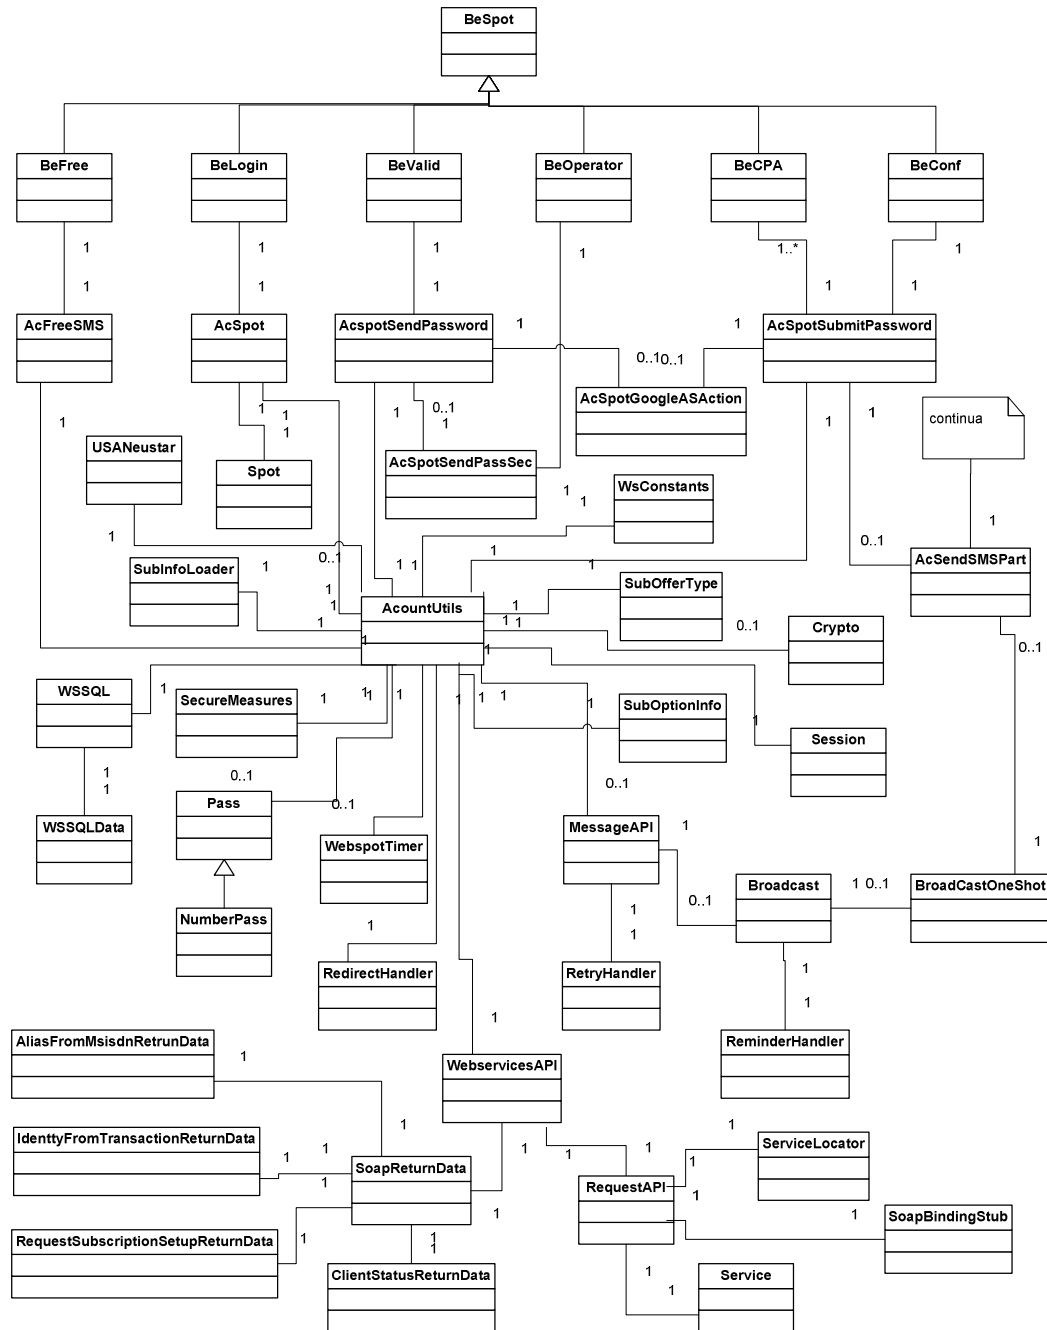 BeSpot
BeFree
BeLogin
BeValid
BeOperator
BeCPA
BeConf
1
1
1
1
1..*
1
1
1
1
1
1
AcFreeSMS
AcSpot
AcspotSendPassword
AcSpotSubmitPassword
1
1
0..1
0..1
AcSpotGoogleASAction
1
1
1
1
0..1
1
1
1
1
continua
USANeustar
Spot
AcSpotSendPassSec
WsConstants
1
1
1
1
1
0..1
1
1
1
1
1
0..1
SubInfoLoader
AcSendSMSPart
SubOfferType
AcountUtils
1
1
1
1
1
1
0..1
Crypto
1
1
0..1
WSSQL
SecureMeasures
SubOptionInfo
Session
1
1
1
1
1
1
1
1
1
1
1
1
0..1
0..1
0..1
Pass
WSSQLData
WebspotTimer
MessageAPI
1
1
Broadcast
BroadCastOneShot
1
0..1
0..1
NumberPass
1
1
1
RedirectHandler
RetryHandler
1
1
ReminderHandler
1
AliasFromMsisdnRetrunData
1
WebservicesAPI
1
IdenttyFromTransactionReturnData
1
1
1
SoapReturnData
1
1
1
1
1
ServiceLocator
RequestAPI
1
1
1
SoapBindingStub
RequestSubscriptionSetupReturnData
1
1
1
ClientStatusReturnData
1
1
Service